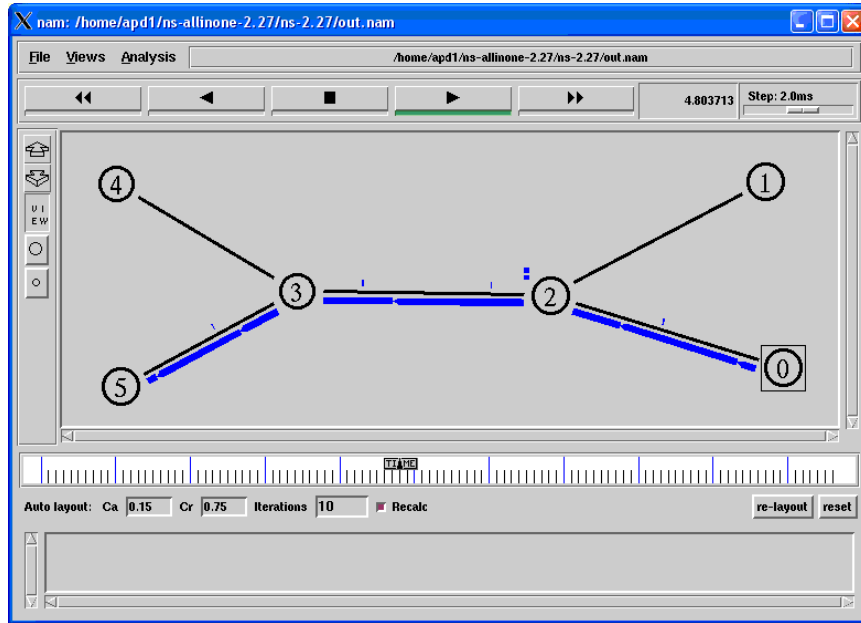 nam: /home/apd1/ns-allinone-2.27/ns-2.27/out.nam
File Views Analysis /home/apd1/ns-allinone-2.27/ns-2.27/out.nam
4.803713 Step: 2.0ms
VI
EW
4
1
3
2
0
5
TIME
Auto layout: Ca 0.15 Cr 0.75 Iterations 10 Recalc re-layout reset